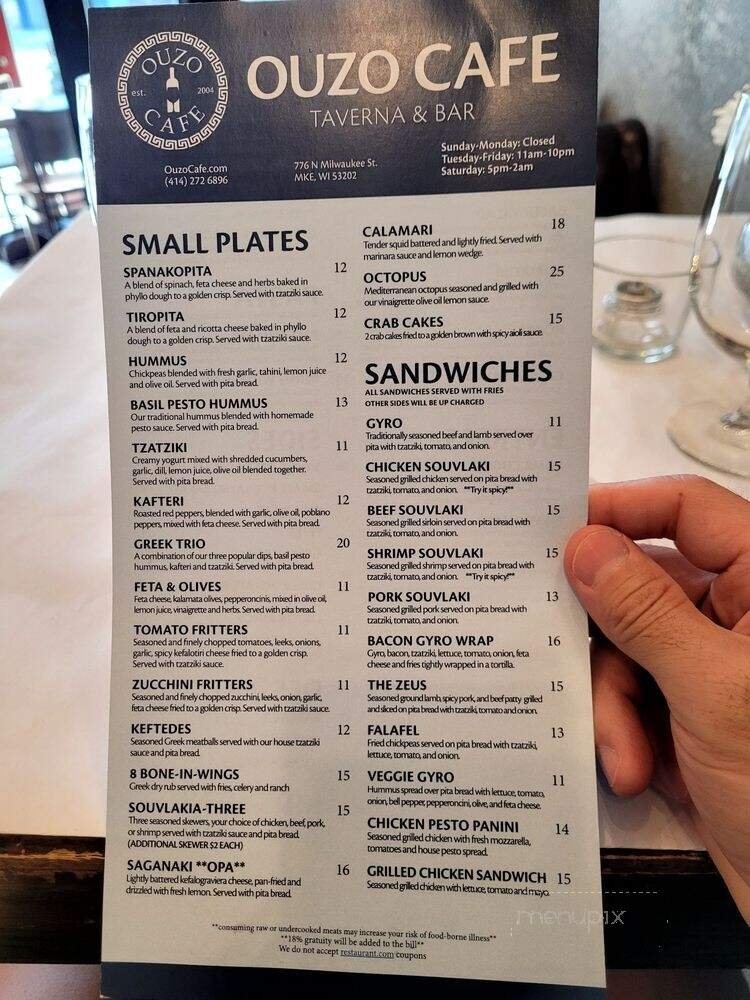 OUZO
est. 2004
CAFE
OUZO CAFE
TAVERNA & BAR
OuzoCafe.com
(414) 272 6896
776 N Milwaukee St.
MKE, WI 53202
Sunday-Monday: Closed
Tuesday-Friday: 11am-10pm
Saturday: 5pm-2am
SMALL PLATES
SPANAKOPITA 12
A blend of spinach, feta cheese and herbs baked in
phyllo dough to a golden crisp. Served with tzatziki sauce.
TIROPITA 12
A blend of feta and ricotta cheese baked in phyllo
dough to a golden crisp. Served with tzatziki sauce.
HUMMUS 12
Chickpeas blended with fresh garlic, tahini, lemon juice
and olive oil. Served with pita bread.
BASIL PESTO HUMMUS 13
Our traditional hummus blended with homemade
pesto sauce. Served with pita bread.
TZATZIKI 11
Creamy yogurt mixed with shredded cucumbers,
garlic, dill, lemon juice, olive oil blended together.
Served with pita bread.
KAFTERI 12
Roasted red peppers, blended with garlic, olive oil, poblano
peppers, mixed with feta cheese. Served with pita bread.
GREEK TRIO 20
A combination of our three popular dips, basil pesto
hummus, kafteri and tzatziki. Served with pita bread.
FETA & OLIVES 11
Feta cheese, kalamata olives, pepperoncinis, mixed in olive oil,
lemon juice, vinaigrette and herbs. Served with pita bread.
TOMATO FRITTERS 11
Seasoned and finely chopped tomatoes, leeks, onions,
garlic, spicy kefalotiri cheese fried to a golden crisp.
Served with tzatziki sauce.
ZUCCHINI FRITTERS 11
Seasoned and finely chopped zucchini, leeks, onion, garlic,
feta cheese fried to a golden crisp. Served with tzatziki sauce.
KEFTEDES 12
Seasoned Greek meatballs served with our house tzatziki
sauce and pita bread.
8 BONE-IN-WINGS 15
Greek dry rub served with fries, celery and ranch
SOUVLAKIA-THREE 15
Three seasoned skewers, your choice of chicken, beef, pork,
or shrimp served with tzatziki sauce and pita bread.
(ADDITIONAL SKEWER $2 EACH)
SAGANAKI **OPA** 16
Lightly battered kefalograviera cheese, pan-fried and
drizzled with fresh lemon. Served with pita bread.
CALAMARI 18
Tender squid battered and lightly fried. Served with
marinara sauce and lemon wedge.
OCTOPUS 25
Mediterranean octopus seasoned and grilled with
our vinaigrette olive oil lemon sauce.
CRAB CAKES 15
2 crab cakes fried to a golden brown with spicy aioli sauce.
SANDWICHES
ALL SANDWICHES SERVED WITH FRIES
OTHER SIDES WILL BE UP CHARGED
GYRO 11
Traditionally seasoned beef and lamb served over
pita with tzatziki, tomato, and onion.
CHICKEN SOUVLAKI 15
Seasoned grilled chicken served on pita bread with
tzatziki, tomato, and onion. **Try it spicy!**
BEEF SOUVLAKI 15
Seasoned grilled sirloin served on pita bread with
tzatziki, tomato, and onion.
SHRIMP SOUVLAKI 15
Seasoned grilled shrimp served on pita bread with
tzatziki, tomato, and onion. **Try it spicy!**
PORK SOUVLAKI 13
Seasoned grilled pork served on pita bread with
tzatziki, tomato, and onion.
BACON GYRO WRAP 16
Gyro, bacon, tzatziki, lettuce, tomato, onion, feta
cheese and fries tightly wrapped in a tortilla.
THE ZEUS 15
Seasoned ground lamb, spicy pork, and beef patty grilled
and sliced on pita bread with tzatziki, tomato and onion.
FALAFEL 13
Fried chickpeas served on pita bread with tzatziki,
lettuce, tomato, and onion.
VEGGIE GYRO 11
Hummus spread over pita bread with lettuce, tomato,
onion, bell pepper, pepperoncini, olive, and feta cheese.
CHICKEN PESTO PANINI 14
Seasoned grilled chicken with fresh mozzarella,
tomatoes and house pesto spread.
GRILLED CHICKEN SANDWICH 15
Seasoned grilled chicken with lettuce, tomato and mayo.
**consuming raw or undercooked meats may increase your risk of food-borne illness**
**18% gratuity will be added to the bill**
We do not accept restaurant.com coupons
menupix